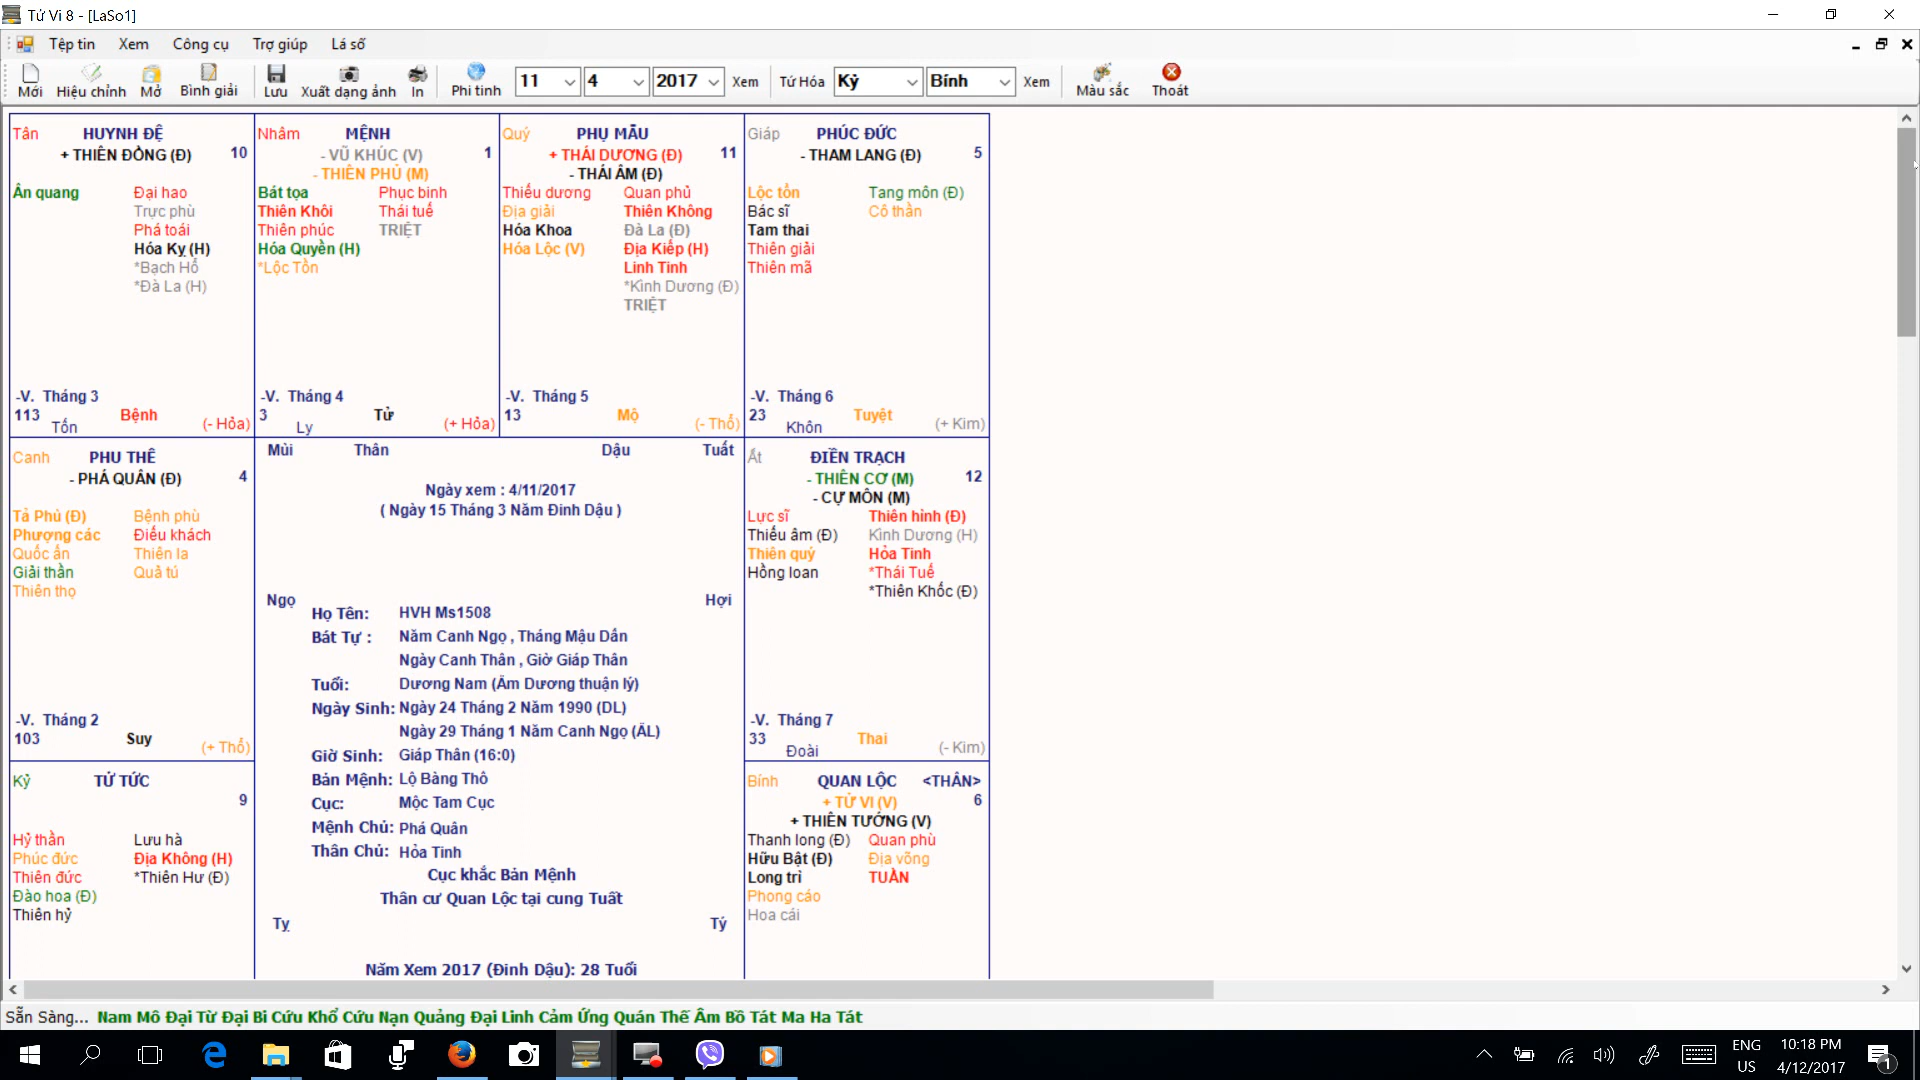 Tử Vi 8 - [LaSo1]
Tệp tin Xem Công cụ Trợ giúp Lá số
Mới Hiệu chỉnh Mở Bình giải Lưu Xuất dạng ảnh In Phi tinh 11 4 2017 Xem Tứ Hóa Kỷ Bính Xem Màu sắc Thoát
Tân HUYNH ĐỆ
+ THIÊN ĐỒNG (Đ) 10
Ân quang Đại hao
Trực phù
Phá toái
Hóa Kỵ (H)
*Bạch Hổ
*Đà La (H)
-V. Tháng 3
113 Bệnh
Tốn (- Hỏa)
Nhâm MỆNH
- VŨ KHÚC (V) 1
- THIÊN PHỦ (M)
Bát tọa Phục binh
Thiên Khôi Thái tuế
Thiên phúc TRIỆT
Hóa Quyền (H)
*Lộc Tồn
-V. Tháng 4
3 Tử
Ly (+ Hỏa)
Quý PHỤ MẪU
+ THÁI DƯƠNG (Đ) 11
- THÁI ÂM (Đ)
Thiếu dương Quan phủ
Địa giải Thiên Không
Hóa Khoa Đà La (Đ)
Hóa Lộc (V) Địa Kiếp (H)
Linh Tinh
*Kình Dương (Đ)
TRIỆT
-V. Tháng 5
13 Mộ
(- Thổ)
Giáp PHÚC ĐỨC
- THAM LANG (Đ) 5
Lộc tồn Tang môn (Đ)
Bác sĩ Cô thần
Tam thai
Thiên giải
Thiên mã
-V. Tháng 6
23 Tuyệt
Khôn (+ Kim)
Canh PHU THÊ
- PHÁ QUÂN (Đ) 4
Tả Phù (Đ) Bệnh phù
Phượng các Điếu khách
Quốc ấn Thiên la
Giải thần Quả tú
Thiên thọ
-V. Tháng 2
103 Suy
(+ Thổ)
Mùi Thân Dậu Tuất
Ngày xem : 4/11/2017
( Ngày 15 Tháng 3 Năm Đinh Dậu )
Ngọ Hợi
Họ Tên: HVH Ms1508
Bát Tự : Năm Canh Ngọ , Tháng Mậu Dần
Ngày Canh Thân , Giờ Giáp Thân
Tuổi: Dương Nam (Âm Dương thuận lý)
Ngày Sinh: Ngày 24 Tháng 2 Năm 1990 (DL)
Ngày 29 Tháng 1 Năm Canh Ngọ (ÂL)
Giờ Sinh: Giáp Thân (16:0)
Bản Mệnh: Lộ Bàng Thổ
Cục: Mộc Tam Cục
Mệnh Chủ: Phá Quân
Thân Chủ: Hỏa Tinh
Cục khắc Bản Mệnh
Thân cư Quan Lộc tại cung Tuất
Tỵ Tý
Năm Xem 2017 (Đinh Dậu): 28 Tuổi
Ất ĐIỀN TRẠCH
- THIÊN CƠ (M) 12
- CỰ MÔN (M)
Lực sĩ Thiên hình (Đ)
Thiếu âm (Đ) Kình Dương (H)
Thiên quý Hỏa Tinh
Hồng loan *Thái Tuế
*Thiên Khốc (Đ)
-V. Tháng 7
33 Thai
Đoài (- Kim)
Kỷ TỬ TỨC
9
Hỷ thần Lưu hà
Phúc đức Địa Không (H)
Thiên đức *Thiên Hư (Đ)
Đào hoa (Đ)
Thiên hỷ
Bính QUAN LỘC <THÂN>
+ TỬ VI (V) 6
+ THIÊN TƯỚNG (V)
Thanh long (Đ) Quan phù
Hữu Bật (Đ) Địa võng
Long trì TUẦN
Phong cáo
Hoa cái
Sẵn Sàng... Nam Mô Đại Từ Đại Bi Cứu Khổ Cứu Nạn Quảng Đại Linh Cảm Ứng Quán Thế Âm Bồ Tát Ma Ha Tát
ENG 10:18 PM
US 4/12/2017 1